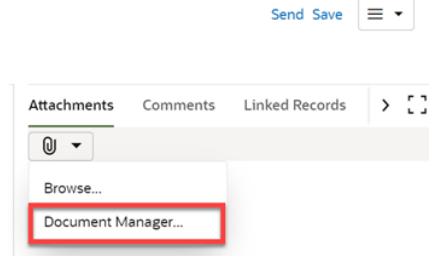 Send Save
Attachments Comments Linked Records
Browse...
Document Manager...